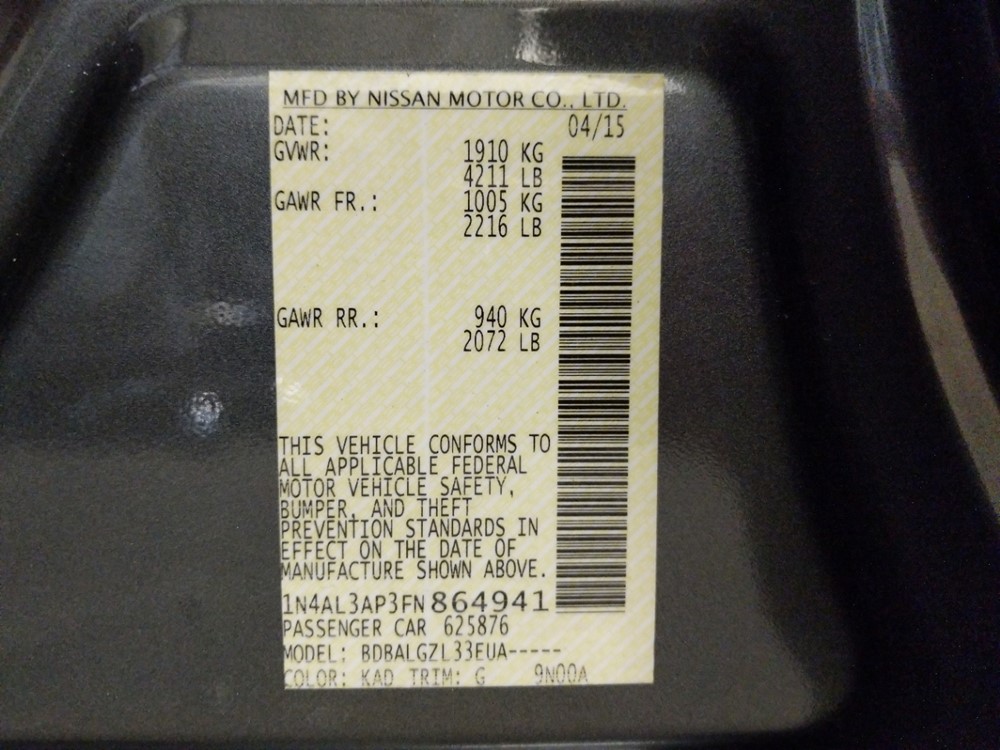 MFD BY NISSAN MOTOR CO., LTD.
DATE: 04/15
GVWR: 1910 KG
4211 LB
GAWR FR.: 1005 KG
2216 LB
GAWR RR.: 940 KG
2072 LB
THIS VEHICLE CONFORMS TO
ALL APPLICABLE FEDERAL
MOTOR VEHICLE SAFETY,
BUMPER, AND THEFT
PREVENTION STANDARDS IN
EFFECT ON THE DATE OF
MANUFACTURE SHOWN ABOVE.
1N4AL3AP3FN864941
PASSENGER CAR 625876
MODEL: BDBALGZL33EUA-----
COLOR: KAD TRIM: G 9N00A